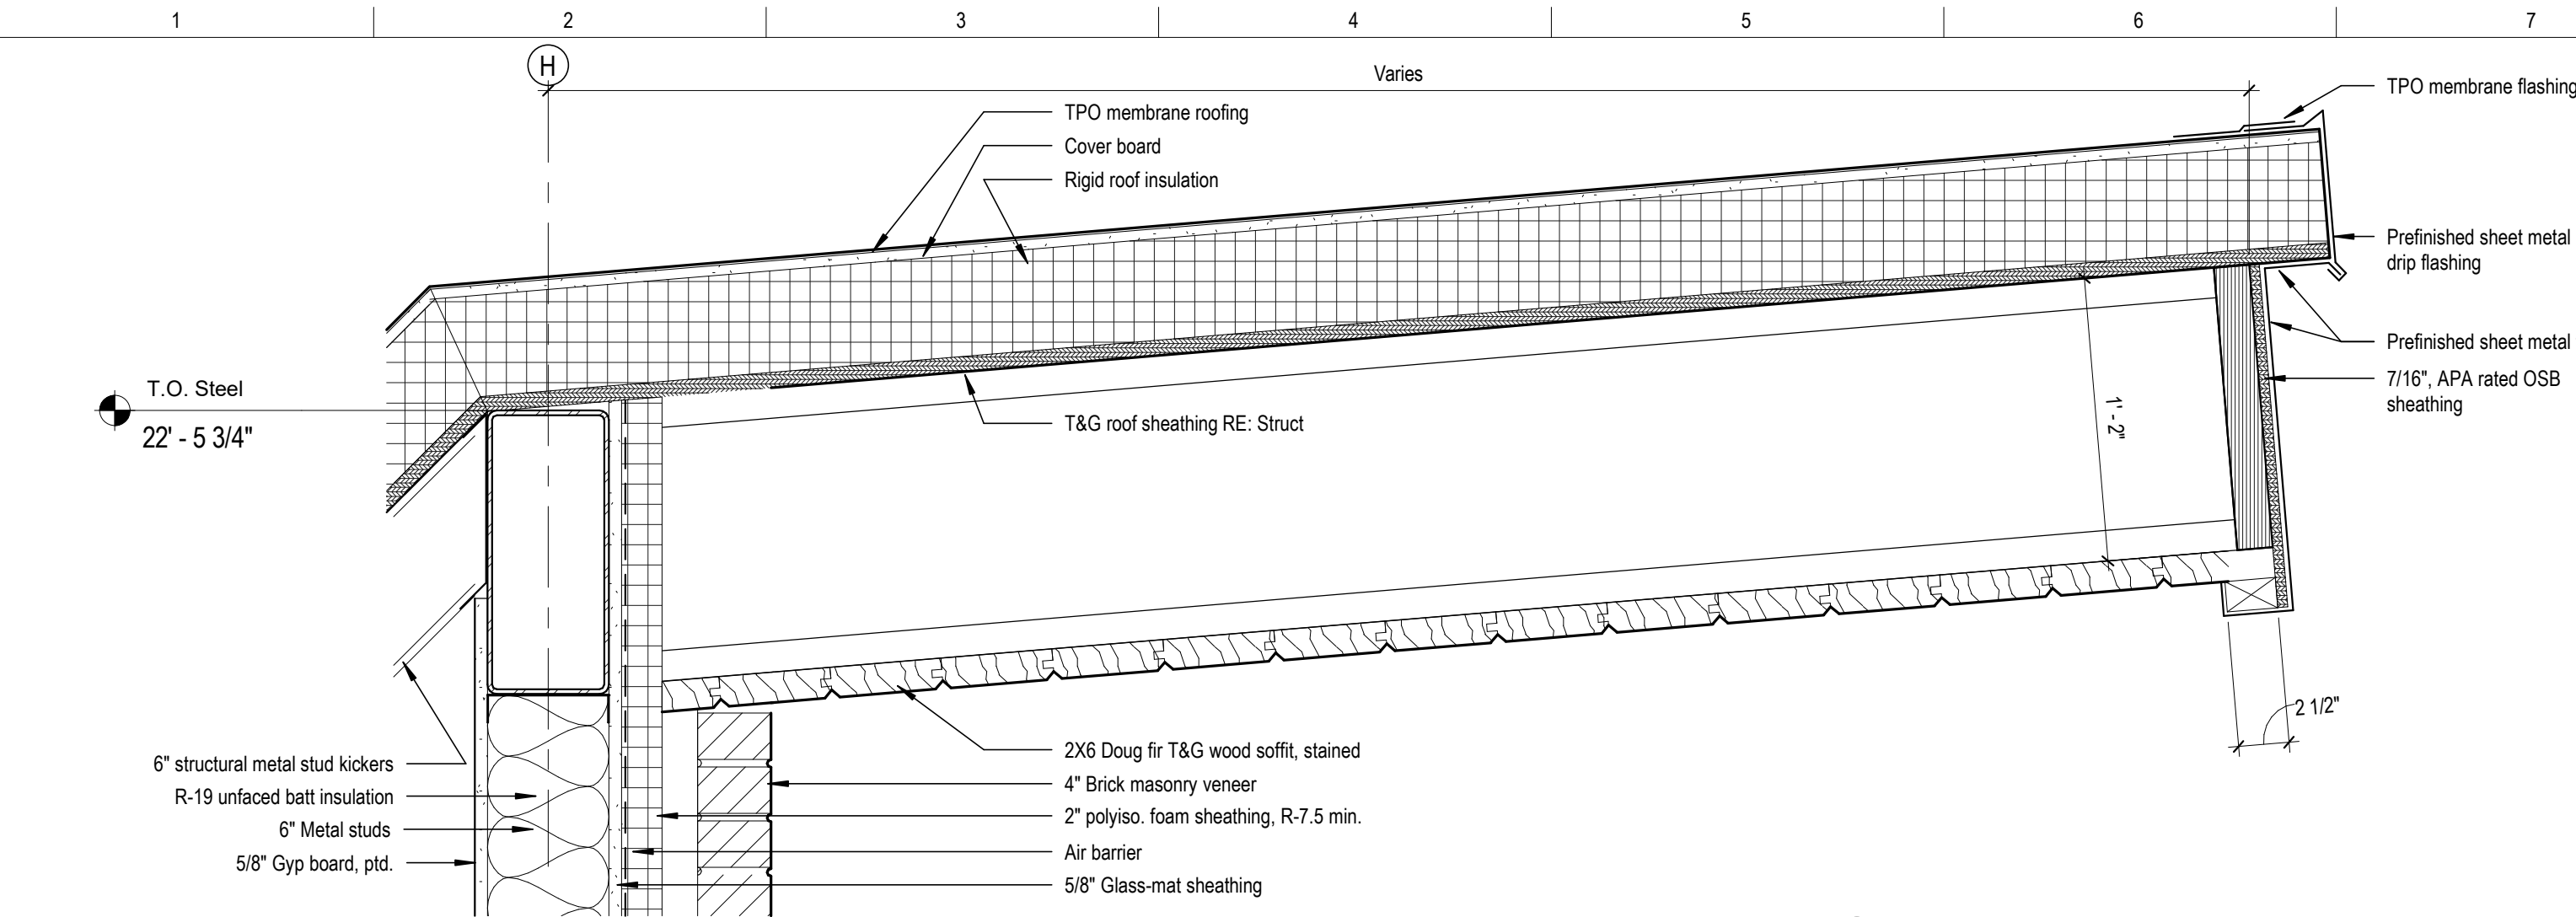 1 2 3 4 5 6 7
H
Varies
TPO membrane flashing
TPO membrane roofing
Cover board
Rigid roof insulation
Prefinished sheet metal
drip flashing
Prefinished sheet metal
7/16", APA rated OSB
sheathing
T.O. Steel
22' - 5 3/4"
1' - 2"
T&G roof sheathing RE: Struct
2 1/2"
6" structural metal stud kickers
R-19 unfaced batt insulation
6" Metal studs
5/8" Gyp board, ptd.
2X6 Doug fir T&G wood soffit, stained
4" Brick masonry veneer
2" polyiso. foam sheathing, R-7.5 min.
Air barrier
5/8" Glass-mat sheathing